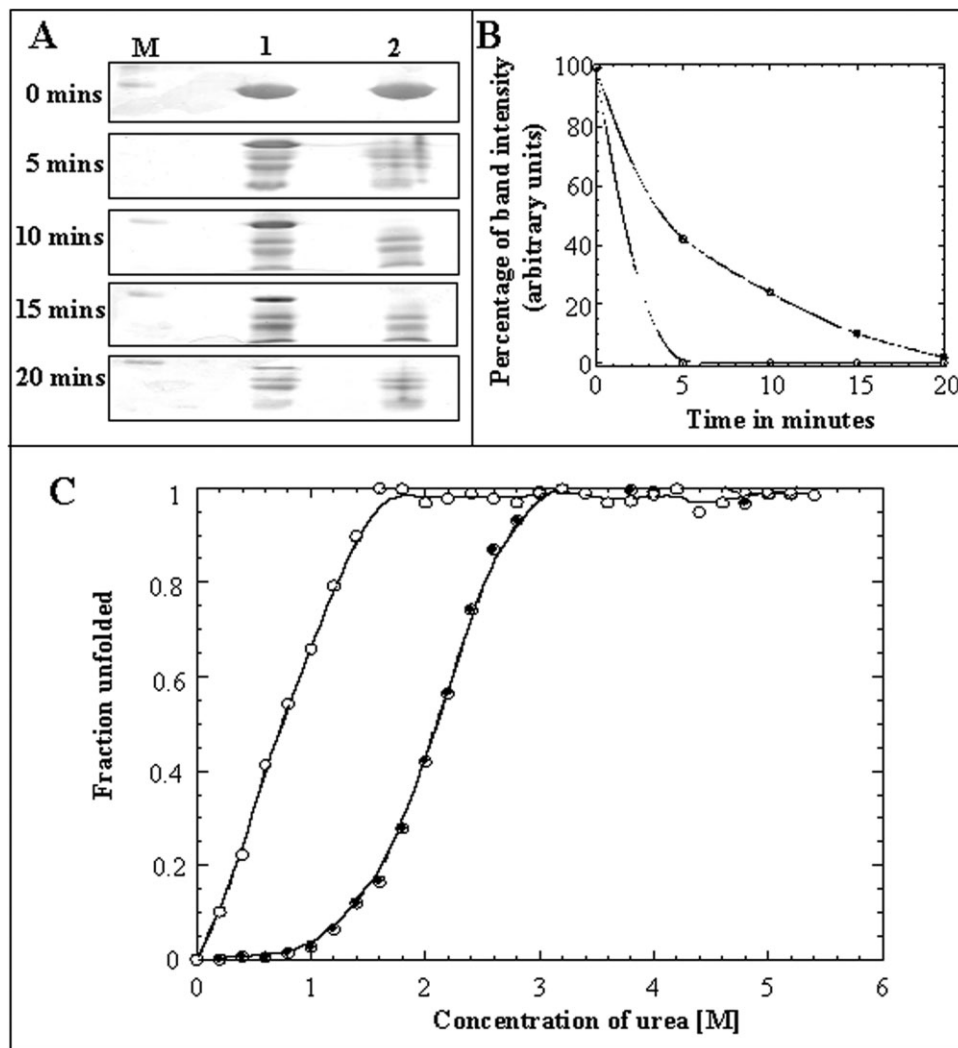 A
M 1 2
0 mins
5 mins
10 mins
15 mins
20 mins
B
Percentage of band intensity
(arbitrary units)
100
80
60
40
20
0
0 5 10 15 20
Time in minutes
C
Fraction unfolded
1
0.8
0.6
0.4
0.2
0
0 1 2 3 4 5 6
Concentration of urea [M]